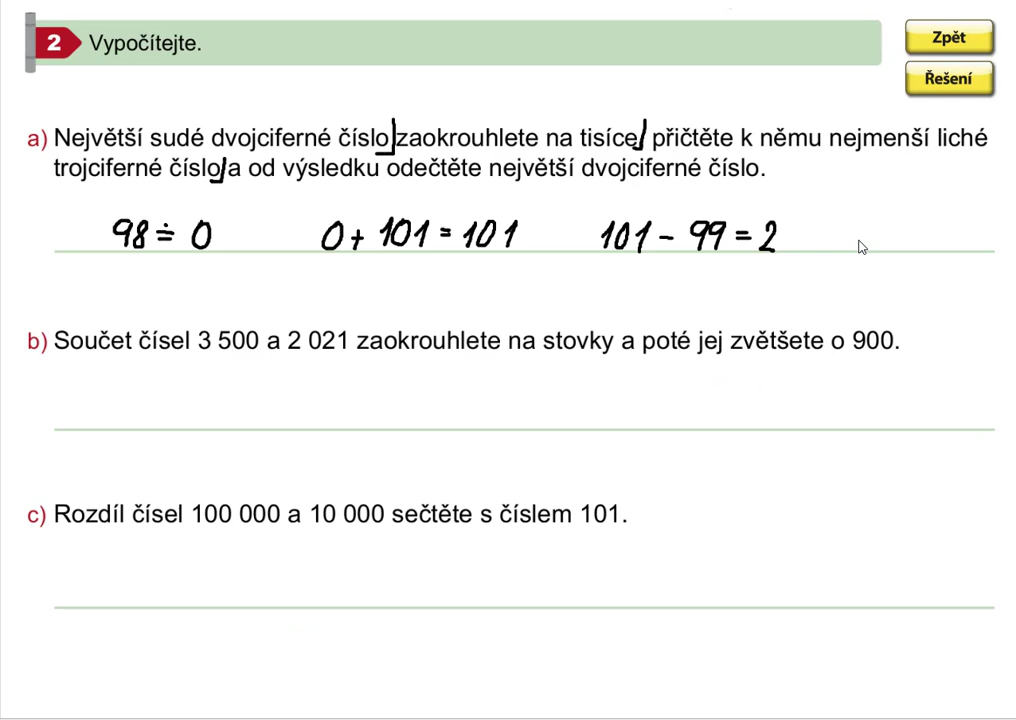 2 Vypočítejte.
Zpět
Řešení
a) Největší sudé dvojciferné číslo zaokrouhlete na tisíce, přičtěte k němu nejmenší liché
trojciferné číslo a od výsledku odečtěte největší dvojciferné číslo.
98 ≐ 0 0 + 101 = 101 101 - 99 = 2
b) Součet čísel 3 500 a 2 021 zaokrouhlete na stovky a poté jej zvětšete o 900.
c) Rozdíl čísel 100 000 a 10 000 sečtěte s číslem 101.